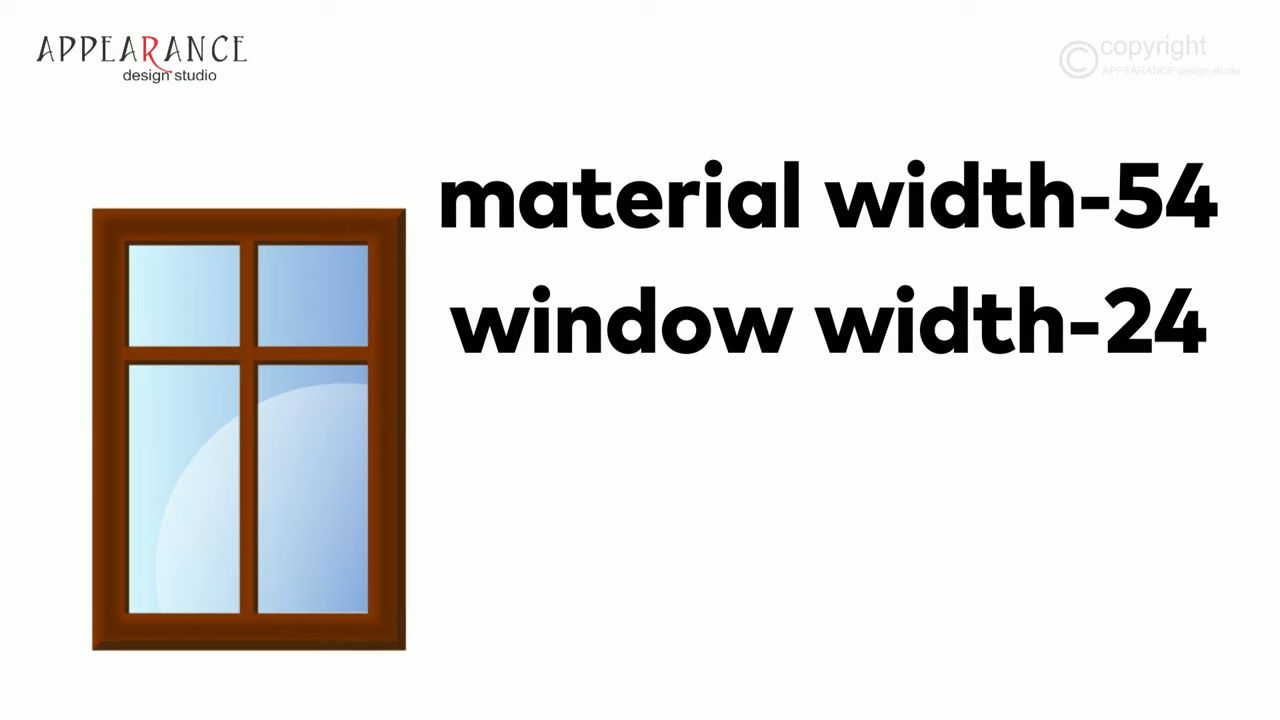 APPEARANCE
design studio
© copyright
APPEARANCE design studio
material width-54
window width-24